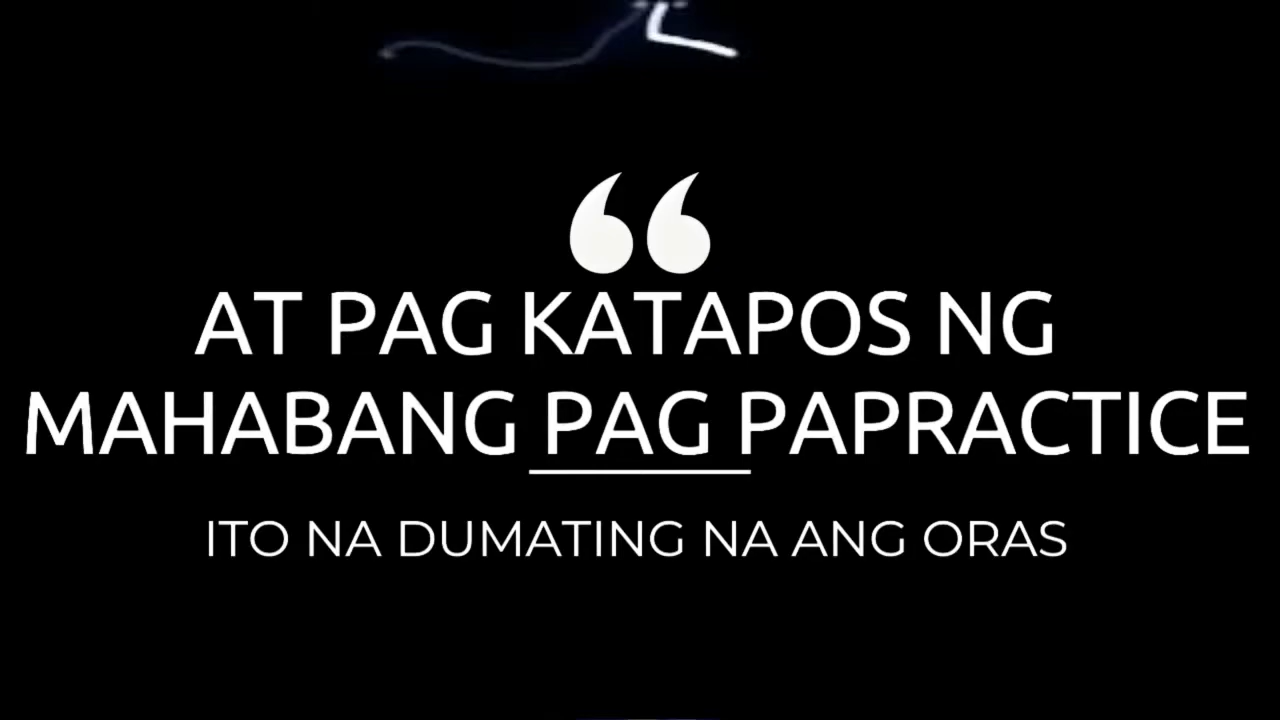 “
AT PAG KATAPOS NG
MAHABANG PAG PAPRACTICE
ITO NA DUMATING NA ANG ORAS